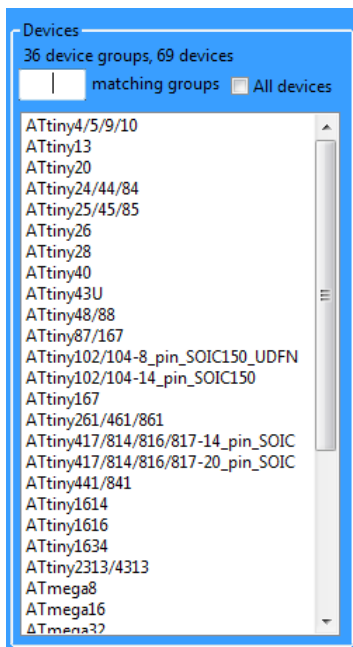 Devices
36 device groups, 69 devices
matching groups All devices
ATtiny4/5/9/10
ATtiny13
ATtiny20
ATtiny24/44/84
ATtiny25/45/85
ATtiny26
ATtiny28
ATtiny40
ATtiny43U
ATtiny48/88
ATtiny87/167
ATtiny102/104-8_pin_SOIC150_UDFN
ATtiny102/104-14_pin_SOIC150
ATtiny167
ATtiny261/461/861
ATtiny417/814/816/817-14_pin_SOIC
ATtiny417/814/816/817-20_pin_SOIC
ATtiny441/841
ATtiny1614
ATtiny1616
ATtiny1634
ATtiny2313/4313
ATmega8
ATmega16
ATmega32